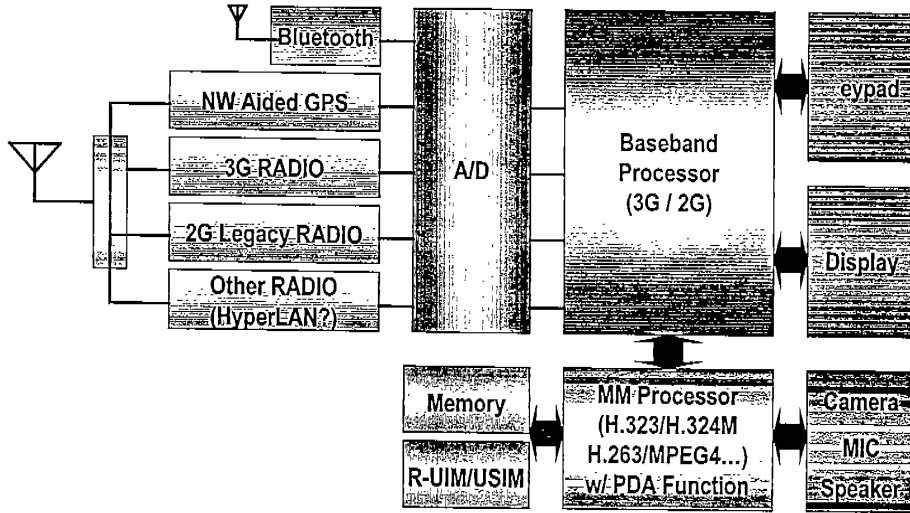 Bluetooth
NW Aided GPS
3G RADIO
2G Legacy RADIO
Other RADIO
(HyperLAN?)
A/D
Baseband
Processor
(3G / 2G)
eypad
Display
Memory
R-UIM/USIM
MM Processor
(H.323/H.324M
H.263/MPEG4...)
w/ PDA Function
Camera
MIC
Speaker